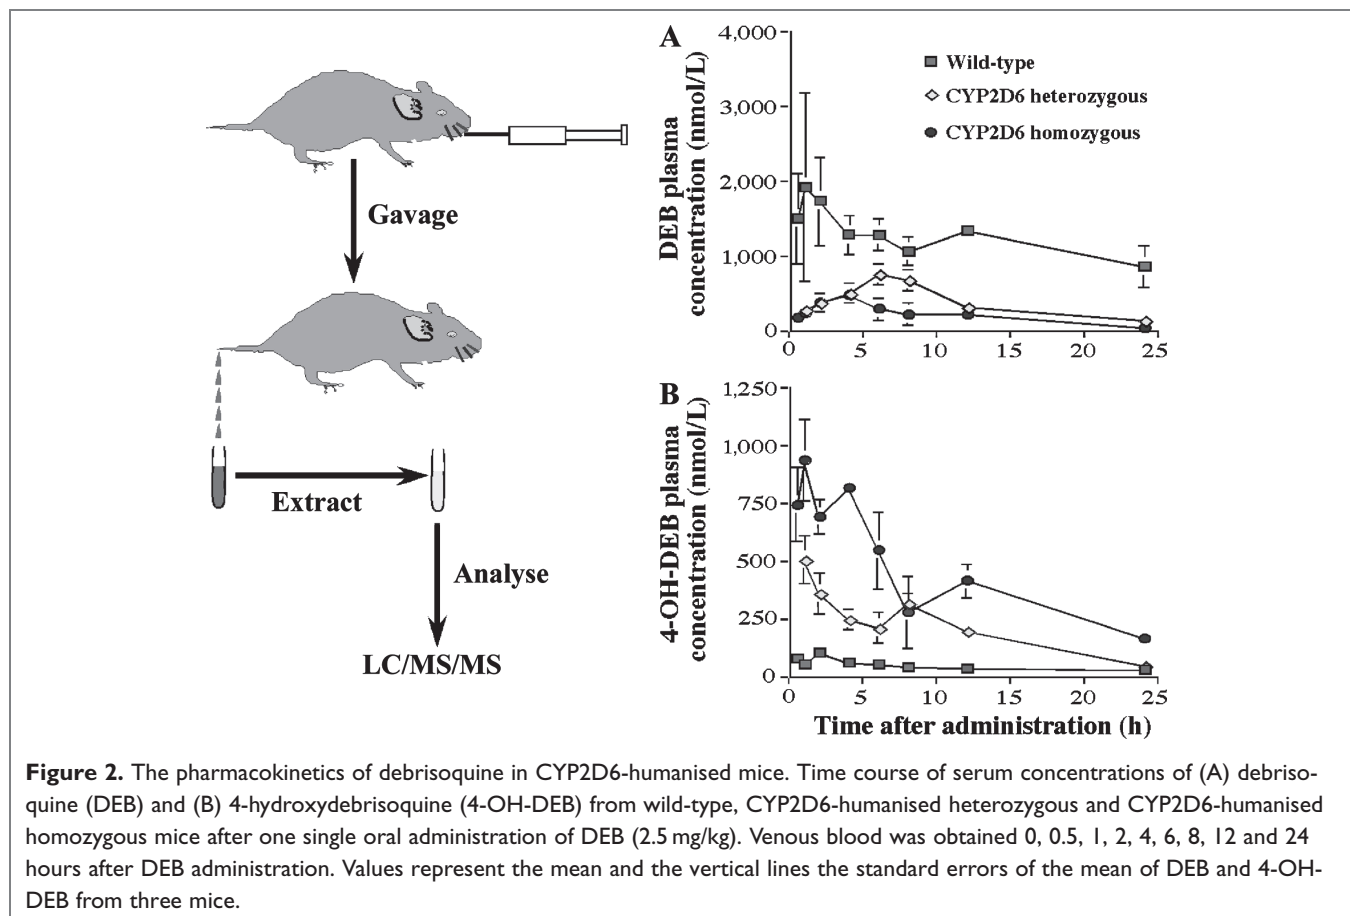 A
4,000
3,000
2,000
1,000
0
DEB plasma
concentration (nmol/L)
Wild-type
CYP2D6 heterozygous
CYP2D6 homozygous
0 5 10 15 20 25
Gavage
Extract
Analyse
LC/MS/MS
B
1,250
1,000
750
500
250
0
4-OH-DEB plasma
concentration (nmol/L)
0 5 10 15 20 25
Time after administration (h)
Figure 2. The pharmacokinetics of debrisoquine in CYP2D6-humanised mice. Time course of serum concentrations of (A) debriso-
quine (DEB) and (B) 4-hydroxydebrisoquine (4-OH-DEB) from wild-type, CYP2D6-humanised heterozygous and CYP2D6-humanised
homozygous mice after one single oral administration of DEB (2.5 mg/kg). Venous blood was obtained 0, 0.5, 1, 2, 4, 6, 8, 12 and 24
hours after DEB administration. Values represent the mean and the vertical lines the standard errors of the mean of DEB and 4-OH-
DEB from three mice.